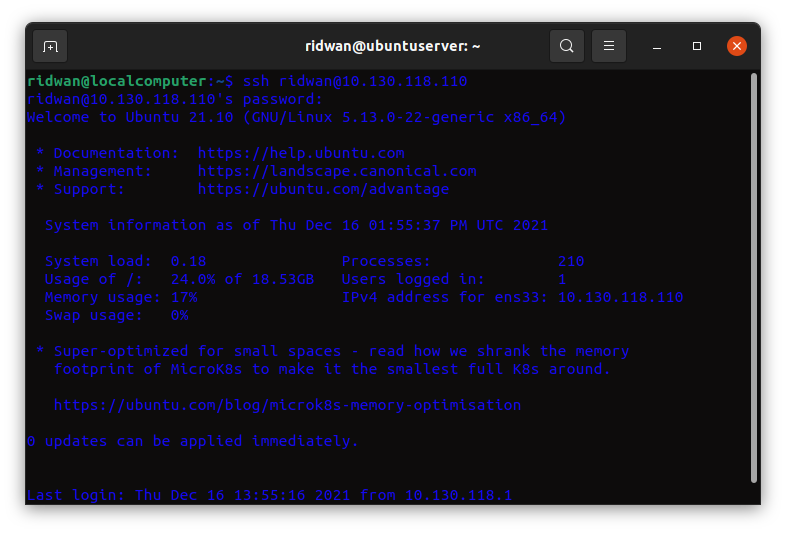 ridwan@ubuntuserver: ~
ridwan@localcomputer:~$ ssh ridwan@10.130.118.110
ridwan@10.130.118.110's password:
Welcome to Ubuntu 21.10 (GNU/Linux 5.13.0-22-generic x86_64)
* Documentation:  https://help.ubuntu.com
* Management:     https://landscape.canonical.com
* Support:        https://ubuntu.com/advantage
System information as of Thu Dec 16 01:55:37 PM UTC 2021
System load:  0.18               Processes:              210
Usage of /:   24.0% of 18.53GB   Users logged in:        1
Memory usage: 17%                IPv4 address for ens33: 10.130.118.110
Swap usage:   0%
* Super-optimized for small spaces - read how we shrank the memory
footprint of MicroK8s to make it the smallest full K8s around.
https://ubuntu.com/blog/microk8s-memory-optimisation
0 updates can be applied immediately.
Last login: Thu Dec 16 13:55:16 2021 from 10.130.118.1